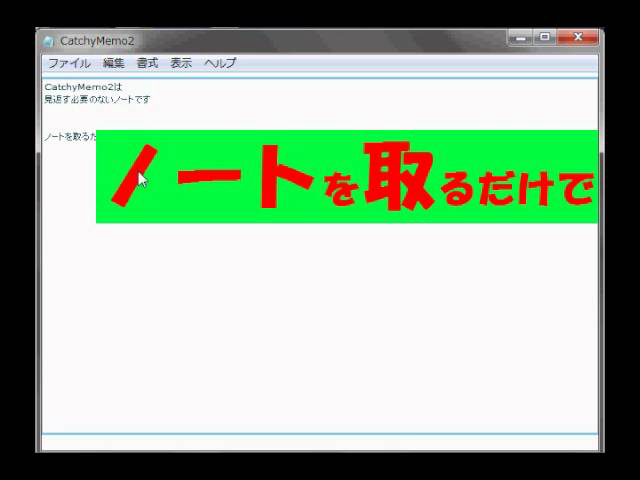 CatchyMemo2
ファイル 編集 書式 表示 ヘルプ
CatchyMemo2は
見返す必要のないノートです
ノートを取るた
ノートを取るだけで